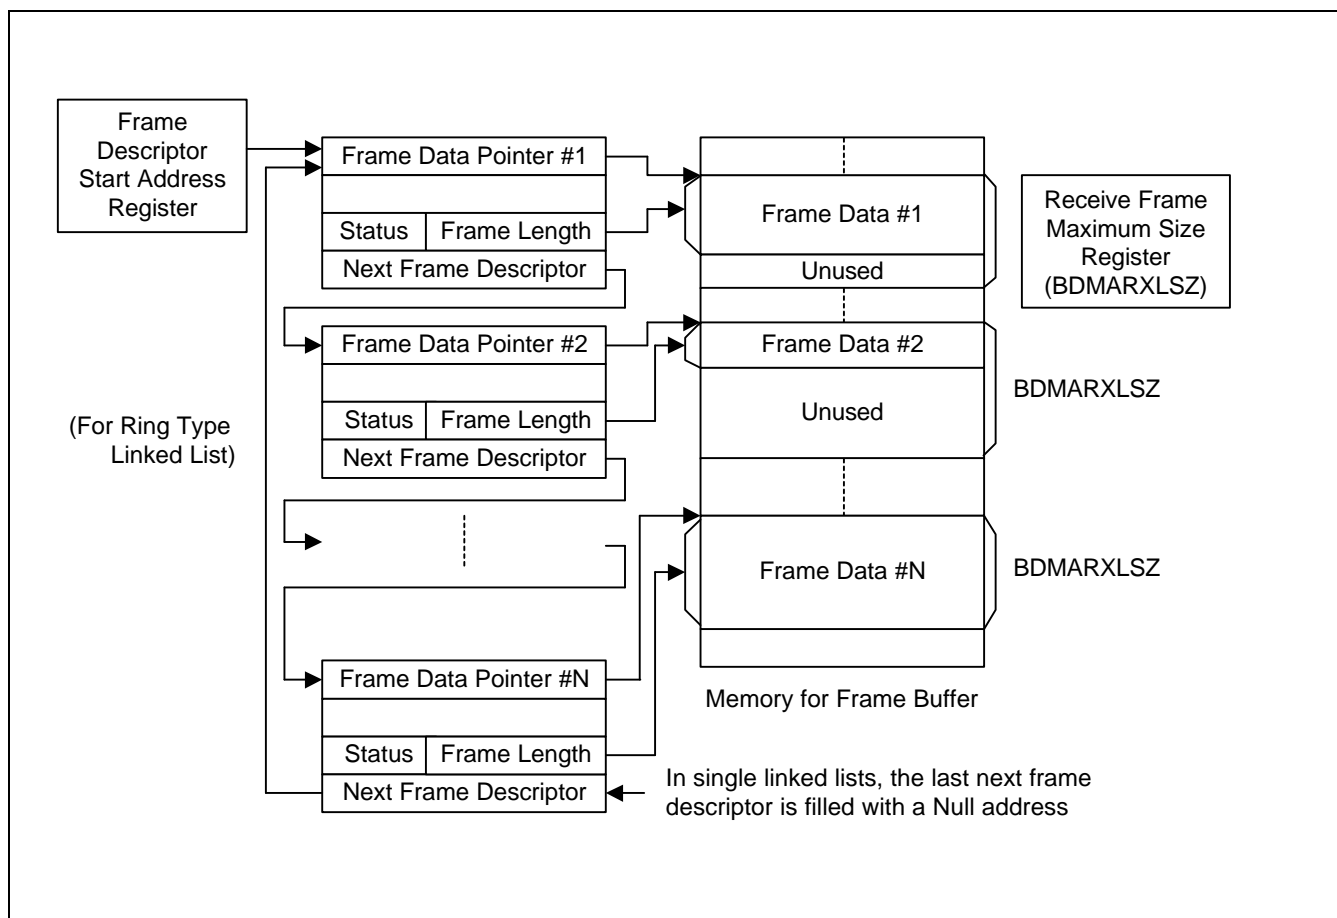 Frame
Descriptor
Start Address
Register
Frame Data Pointer #1
Status
Frame Length
Next Frame Descriptor
Frame Data #1
Unused
Receive Frame
Maximum Size
Register
(BDMARXLSZ)
Frame Data Pointer #2
Status
Frame Length
Next Frame Descriptor
Frame Data #2
Unused
BDMARXLSZ
(For Ring Type
Linked List)
Frame Data #N
BDMARXLSZ
Frame Data Pointer #N
Status
Frame Length
Next Frame Descriptor
Memory for Frame Buffer
In single linked lists, the last next frame
descriptor is filled with a Null address